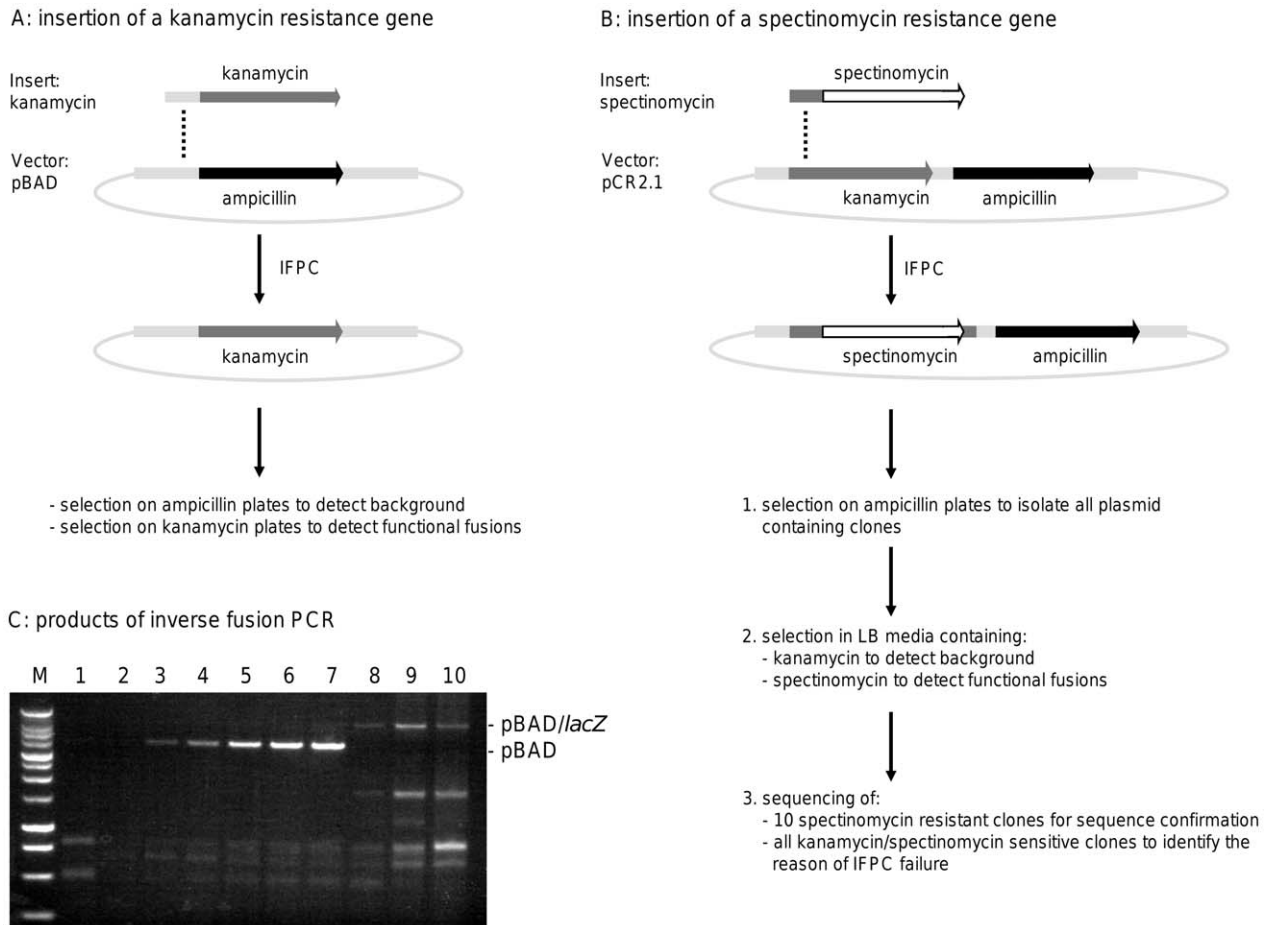 A: insertion of a kanamycin resistance gene
Insert:
kanamycin
kanamycin
Vector:
pBAD
ampicillin
IFPC
kanamycin
- selection on ampicillin plates to detect background
- selection on kanamycin plates to detect functional fusions
B: insertion of a spectinomycin resistance gene
Insert:
spectinomycin
spectinomycin
Vector:
pCR2.1
kanamycin ampicillin
IFPC
spectinomycin ampicillin
1. selection on ampicillin plates to isolate all plasmid
containing clones
2. selection in LB media containing:
- kanamycin to detect background
- spectinomycin to detect functional fusions
3. sequencing of:
- 10 spectinomycin resistant clones for sequence confirmation
- all kanamycin/spectinomycin sensitive clones to identify the
reason of IFPC failure
C: products of inverse fusion PCR
M 1 2 3 4 5 6 7 8 9 10
- pBAD/lacZ
- pBAD